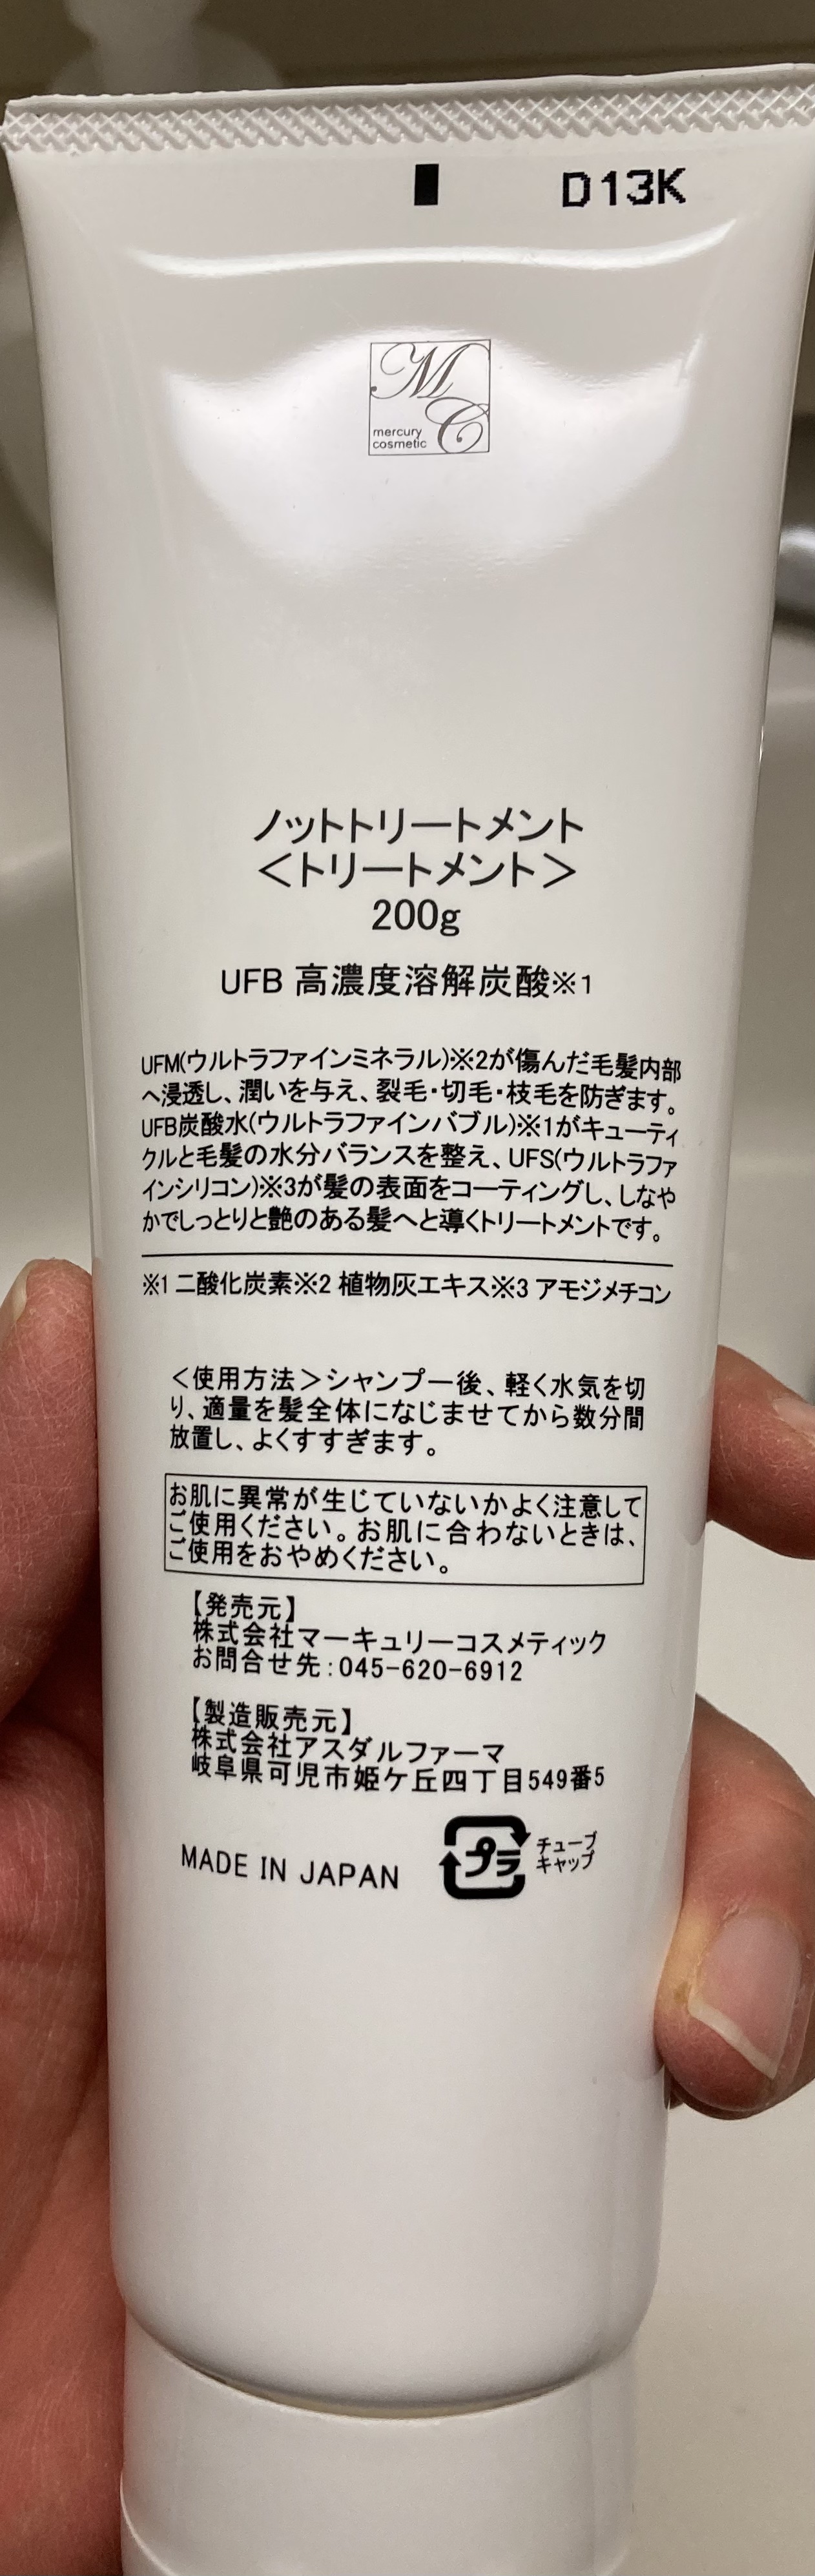 D13K
MC
mercury
cosmetic
ノットトリートメント
＜トリートメント＞
200g
UFB 高濃度溶解炭酸※1
UFM(ウルトラファインミネラル)※2が傷んだ毛髪内部
へ浸透し、潤いを与え、裂毛・切毛・枝毛を防ぎます。
UFB炭酸水(ウルトラファインバブル)※1がキューティ
クルと毛髪の水分バランスを整え、UFS(ウルトラファ
インシリコン)※3が髪の表面をコーティングし、しなや
かでしっとりと艶のある髪へと導くトリートメントです。
※1 二酸化炭素※2 植物灰エキス※3 アモジメチコン
＜使用方法＞シャンプー後、軽く水気を切
り、適量を髪全体になじませてから数分間
放置し、よくすすぎます。
お肌に異常が生じていないかよく注意して
ご使用ください。お肌に合わないときは、
ご使用をおやめください。
【発売元】
株式会社マーキュリーコスメティック
お問合せ先：045-620-6912
【製造販売元】
株式会社アスダルファーマ
岐阜県可児市姫ケ丘四丁目549番5
MADE IN JAPAN
プラ
チューブ
キャップ